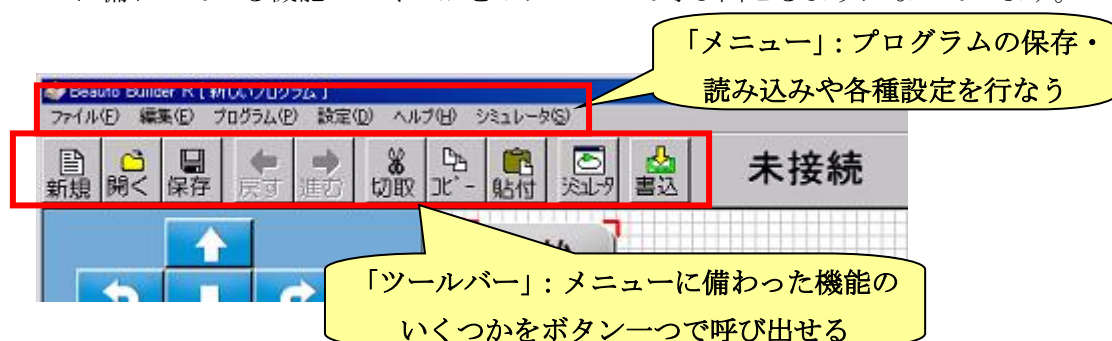 「メニュー」：プログラムの保存・
読み込みや各種設定を行なう
Beauto Builder R [ 新しいプログラム ]
ファイル(F) 編集(E) プログラム(P) 設定(D) ヘルプ(H) シミュレータ(S)
新規 開く 保存 戻す 進む 切取 コピー 貼付 シミュレータ 書込 未接続
「ツールバー」：メニューに備わった機能の
いくつかをボタン一つで呼び出せる